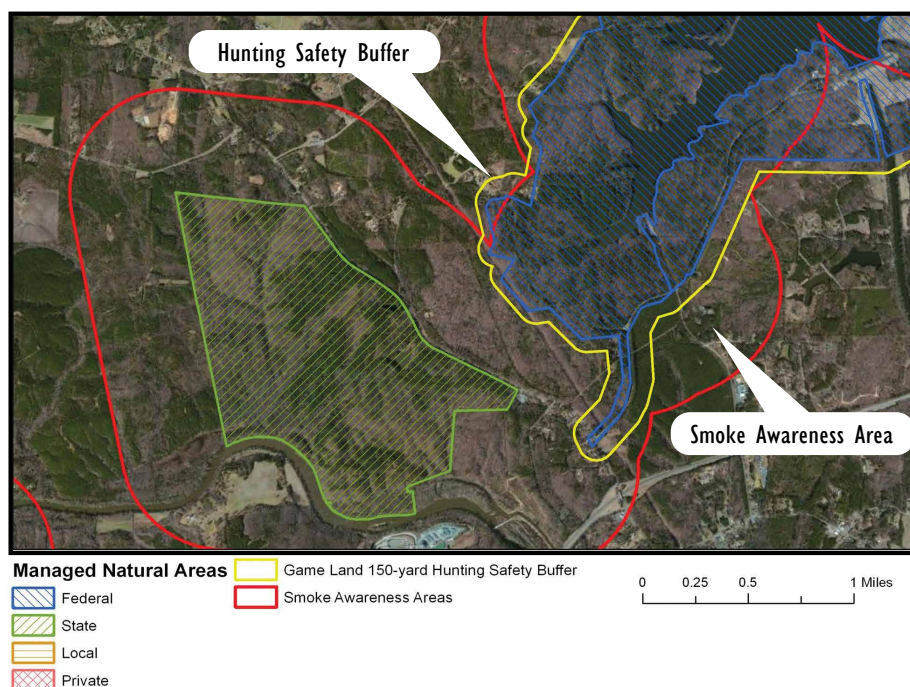 Hunting Safety Buffer
Smoke Awareness Area
Managed Natural Areas
Federal
State
Local
Private
Game Land 150-yard Hunting Safety Buffer
Smoke Awareness Areas
0 0.25 0.5 1 Miles